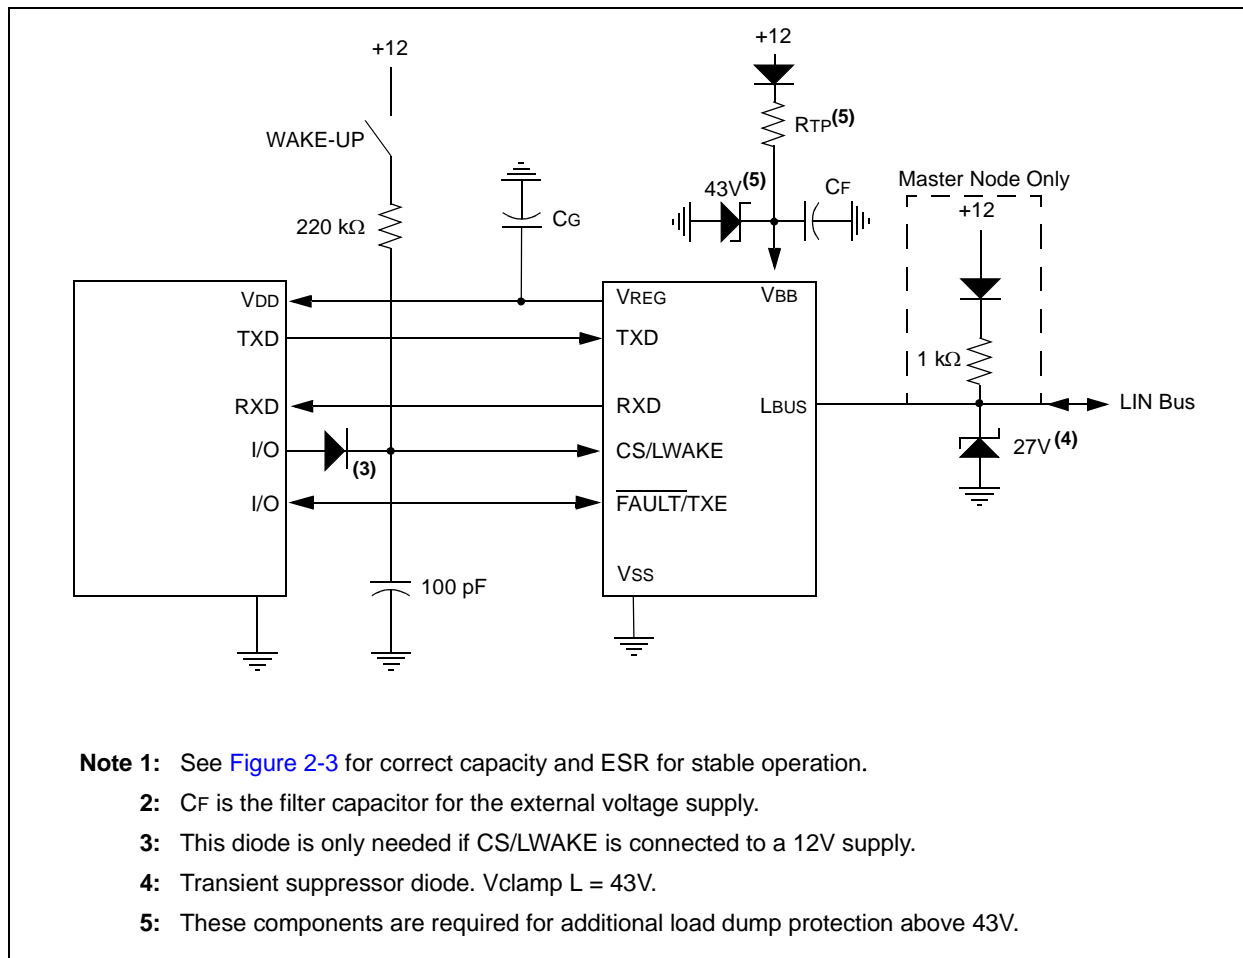 +12
+12
WAKE-UP
RTP(5)
43V(5)
CF
Master Node Only
+12
220 kΩ
CG
VDD
VREG
VBB
TXD
TXD
1 kΩ
RXD
RXD
LBUS
LIN Bus
I/O
(3)
CS/LWAKE
27V(4)
I/O
FAULT/TXE
VSS
100 pF
Note 1: See Figure 2-3 for correct capacity and ESR for stable operation.
2: CF is the filter capacitor for the external voltage supply.
3: This diode is only needed if CS/LWAKE is connected to a 12V supply.
4: Transient suppressor diode. Vclamp L = 43V.
5: These components are required for additional load dump protection above 43V.